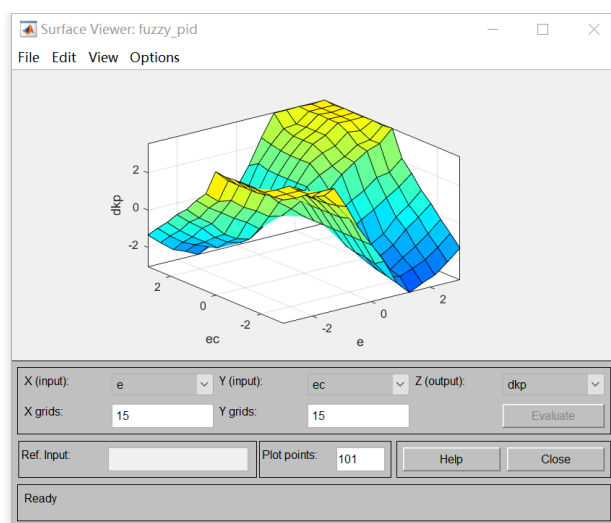 Surface Viewer: fuzzy_pid
File Edit View Options
2
0
-2
dkp
2
0
-2
ec
-2
0
2
e
X (input): e Y (input): ec Z (output): dkp
X grids: 15 Y grids: 15 Evaluate
Ref. Input: Plot points: 101 Help Close
Ready